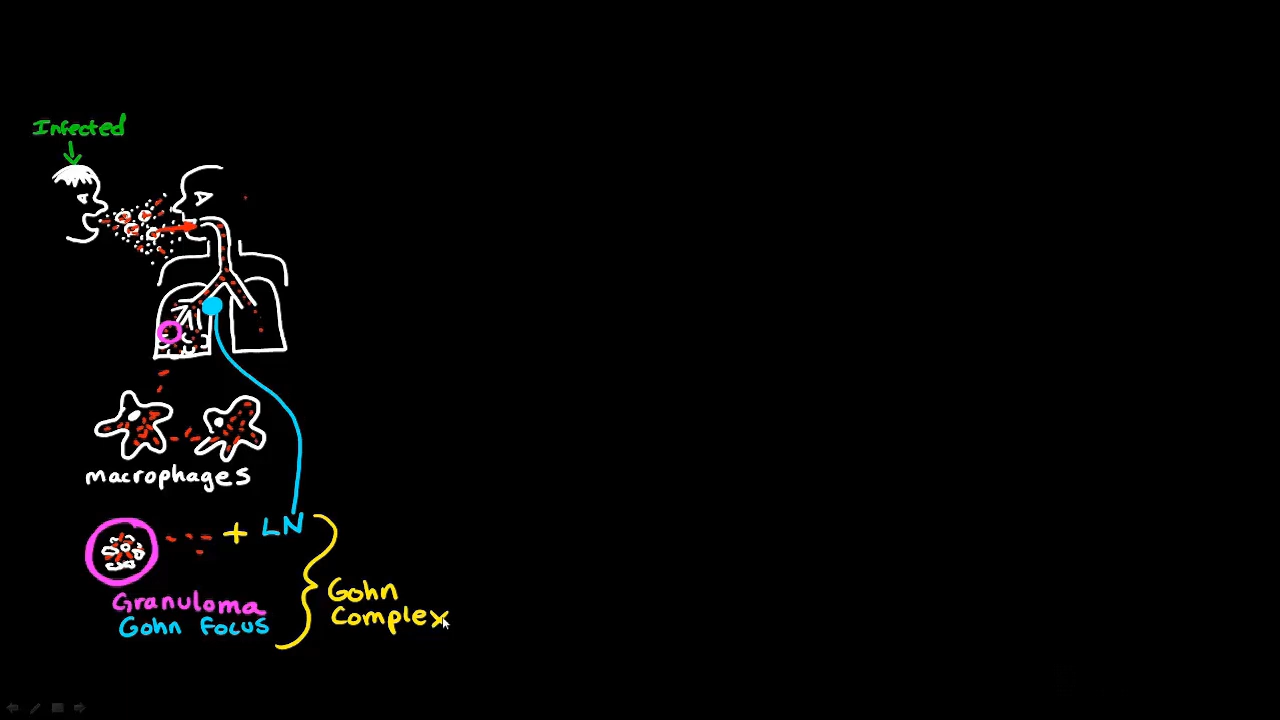 Infected
macrophages
+ LN
Granuloma
Gohn Focus
Gohn
Complex